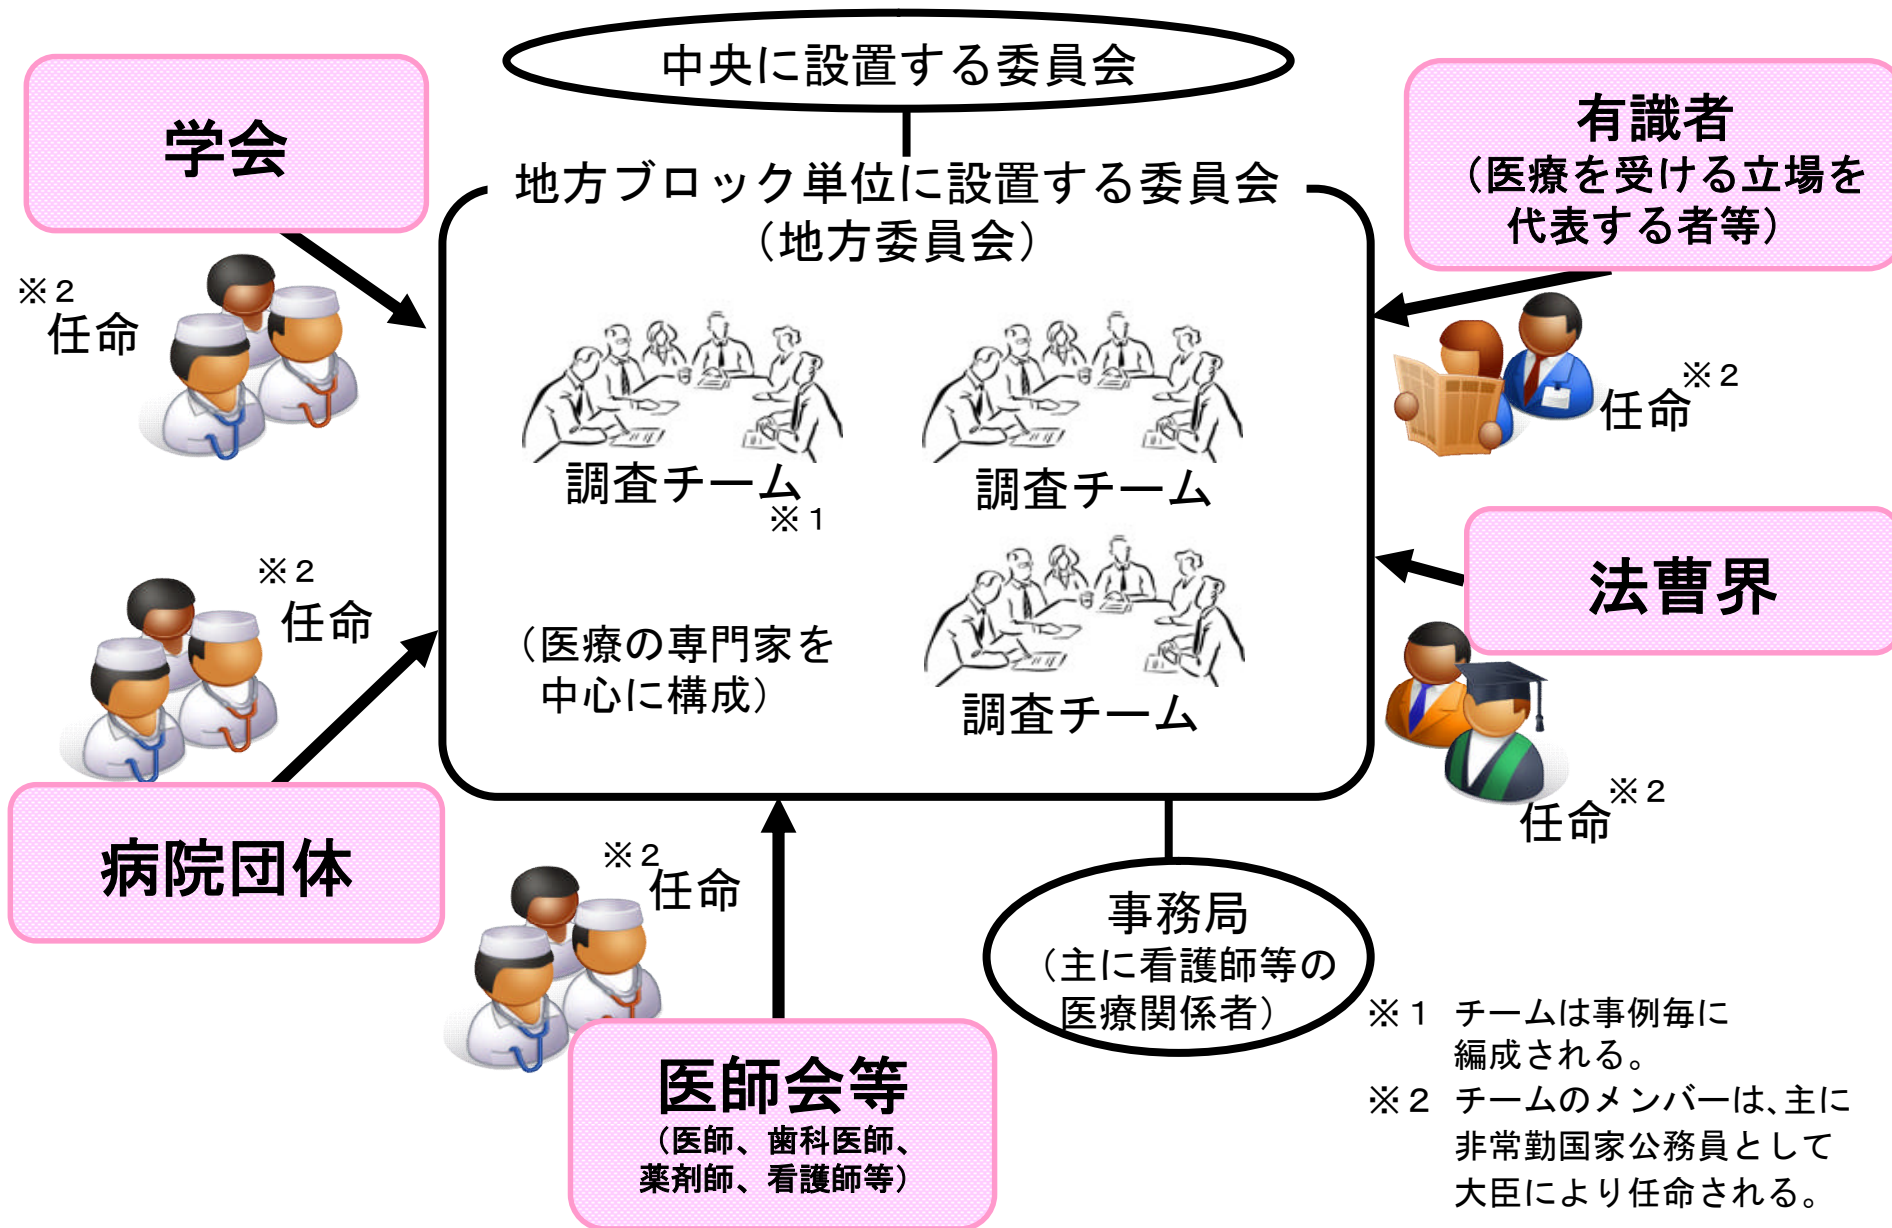 中央に設置する委員会
学会
有識者
（医療を受ける立場を
代表する者等）
地方ブロック単位に設置する委員会
（地方委員会）
※２
任命
任命※２
調査チーム
※１
調査チーム
法曹界
※２
任命
（医療の専門家を
中心に構成）
調査チーム
任命※２
病院団体
※２
任命
事務局
（主に看護師等の
医療関係者）
医師会等
（医師、歯科医師、
薬剤師、看護師等）
※１ チームは事例毎に
編成される。
※２ チームのメンバーは、主に
非常勤国家公務員として
大臣により任命される。